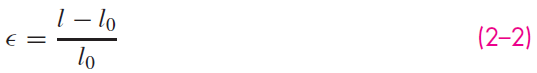 ϵ = (l − l₀) / l₀ (2–2)